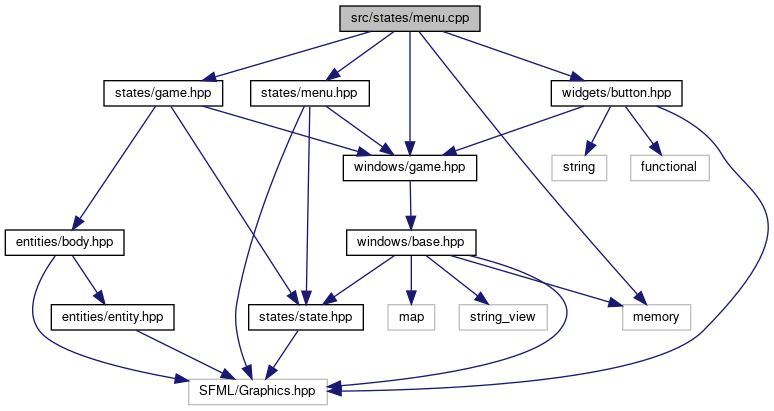 src/states/menu.cpp
states/game.hpp
states/menu.hpp
widgets/button.hpp
windows/game.hpp
string
functional
entities/body.hpp
windows/base.hpp
entities/entity.hpp
states/state.hpp
map
string_view
memory
SFML/Graphics.hpp